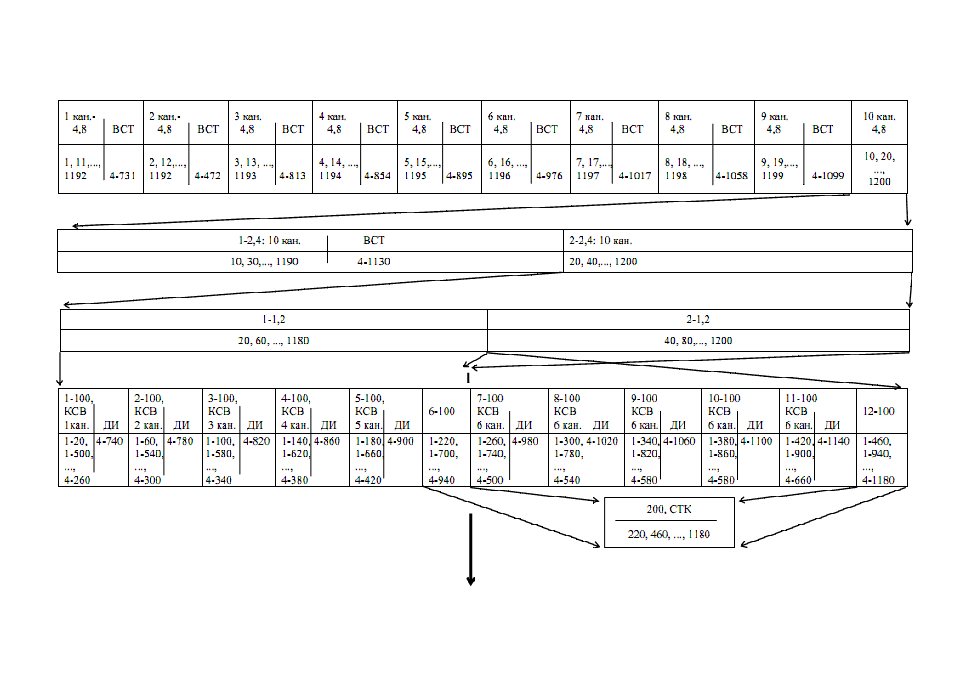 1 кан.- 2 кан.- 3 кан. 4 кан. 5 кан. 6 кан. 7 кан. 8 кан. 9 кан. 10 кан.
4,8 ВСТ 4,8 ВСТ 4,8 ВСТ 4,8 ВСТ 4,8 ВСТ 4,8 ВСТ 4,8 ВСТ 4,8 ВСТ 4,8 ВСТ 4,8
1, 11,..., 2, 12,..., 3, 13, ..., 4, 14, ..., 5, 15,..., 6, 16, ..., 7, 17,..., 8, 18, ..., 9, 19,..., 10, 20,
1192 4-731 1192 4-472 1193 4-813 1194 4-854 1195 4-895 1196 4-976 1197 4-1017 1198 4-1058 1199 4-1099 ...,
1200
1-2,4: 10 кан. ВСТ 2-2,4: 10 кан.
10, 30,..., 1190 4-1130 20, 40,..., 1200
1-1,2 2-1,2
20, 60, ..., 1180 40, 80,..., 1200
1-100, 2-100, 3-100, 4-100, 5-100, 7-100 8-100 9-100 10-100 11-100
КСВ КСВ КСВ КСВ КСВ 6-100 КСВ КСВ КСВ КСВ КСВ 12-100
1кан. ДИ 2 кан. ДИ 3 кан. ДИ 4 кан. ДИ 5 кан. ДИ 6 кан. ДИ 6 кан. ДИ 6 кан. ДИ 6 кан. ДИ 6 кан. ДИ
1-20, 4-740 1-60, 4-780 1-100, 4-820 1-140, 4-860 1-180, 4-900 1-220, 1-260, 4-980 1-300, 4-1020 1-340, 4-1060 1-380, 4-1100 1-420, 4-1140 1-460,
1-500, 1-540, 1-580, 1-620, 1-660, 1-700, 1-740, 1-780, 1-820, 1-860, 1-900, 1-940,
..., ..., ..., ..., ..., ..., ..., ..., ..., ..., ..., ...,
4-260 4-300 4-340 4-380 4-420 4-940 4-500 4-540 4-580 4-580 4-660 4-1180
200, СТК
220, 460, ..., 1180